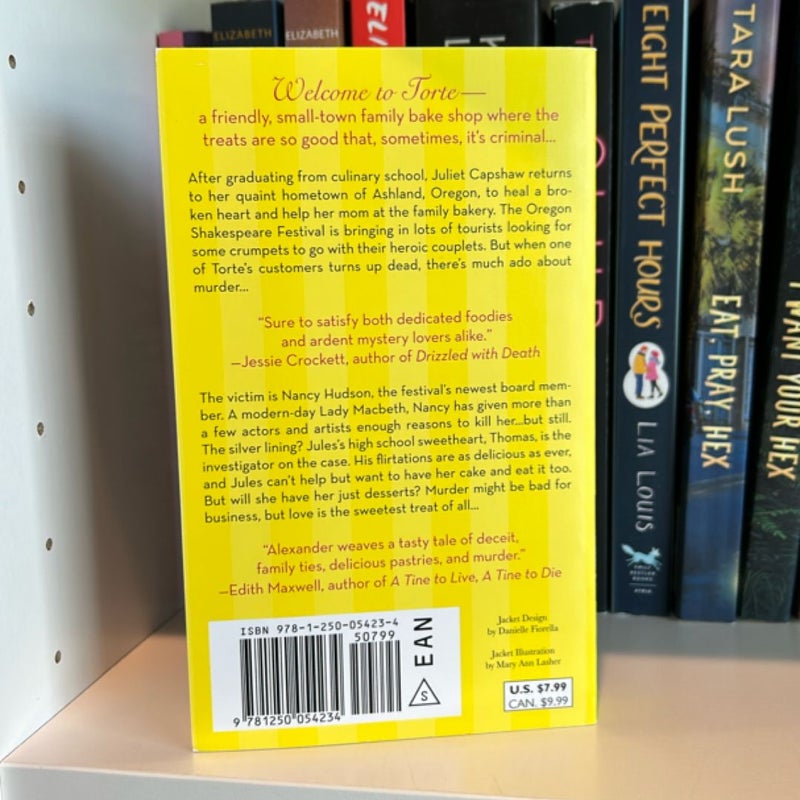 Welcome to Torte—
a friendly, small-town family bake shop where the
treats are so good that, sometimes, it's criminal...
After graduating from culinary school, Juliet Capshaw returns
to her quaint hometown of Ashland, Oregon, to heal a bro-
ken heart and help her mom at the family bakery. The Oregon
Shakespeare Festival is bringing in lots of tourists looking for
some crumpets to go with their heroic couplets. But when one
of Torte's customers turns up dead, there's much ado about
murder...
“Sure to satisfy both dedicated foodies
and ardent mystery lovers alike.”
—Jessie Crockett, author of Drizzled with Death
The victim is Nancy Hudson, the festival's newest board mem-
ber. A modern-day Lady Macbeth, Nancy has given more than
a few actors and artists enough reasons to kill her...but still.
The silver lining? Jules's high school sweetheart, Thomas, is the
investigator on the case. His flirtations are as delicious as ever,
and Jules can't help but want to have her cake and eat it too.
But will she have her just desserts? Murder might be bad for
business, but love is the sweetest treat of all...
“Alexander weaves a tasty tale of deceit,
family ties, delicious pastries, and murder.”
—Edith Maxwell, author of A Tine to Live, A Tine to Die
ISBN 978-1-250-05423-4
50799
EAN
S
9 781250 054234
Jacket Design
by Danielle Fiorella
Jacket Illustration
by Mary Ann Lasher
U.S. $7.99
CAN. $9.99
ELIZABETH
ELIZABETH
EIGHT PERFECT HOURS
LIA LOUIS
TARA LUSH
EAT, PRAY, HEX
I WANT YOUR HEX